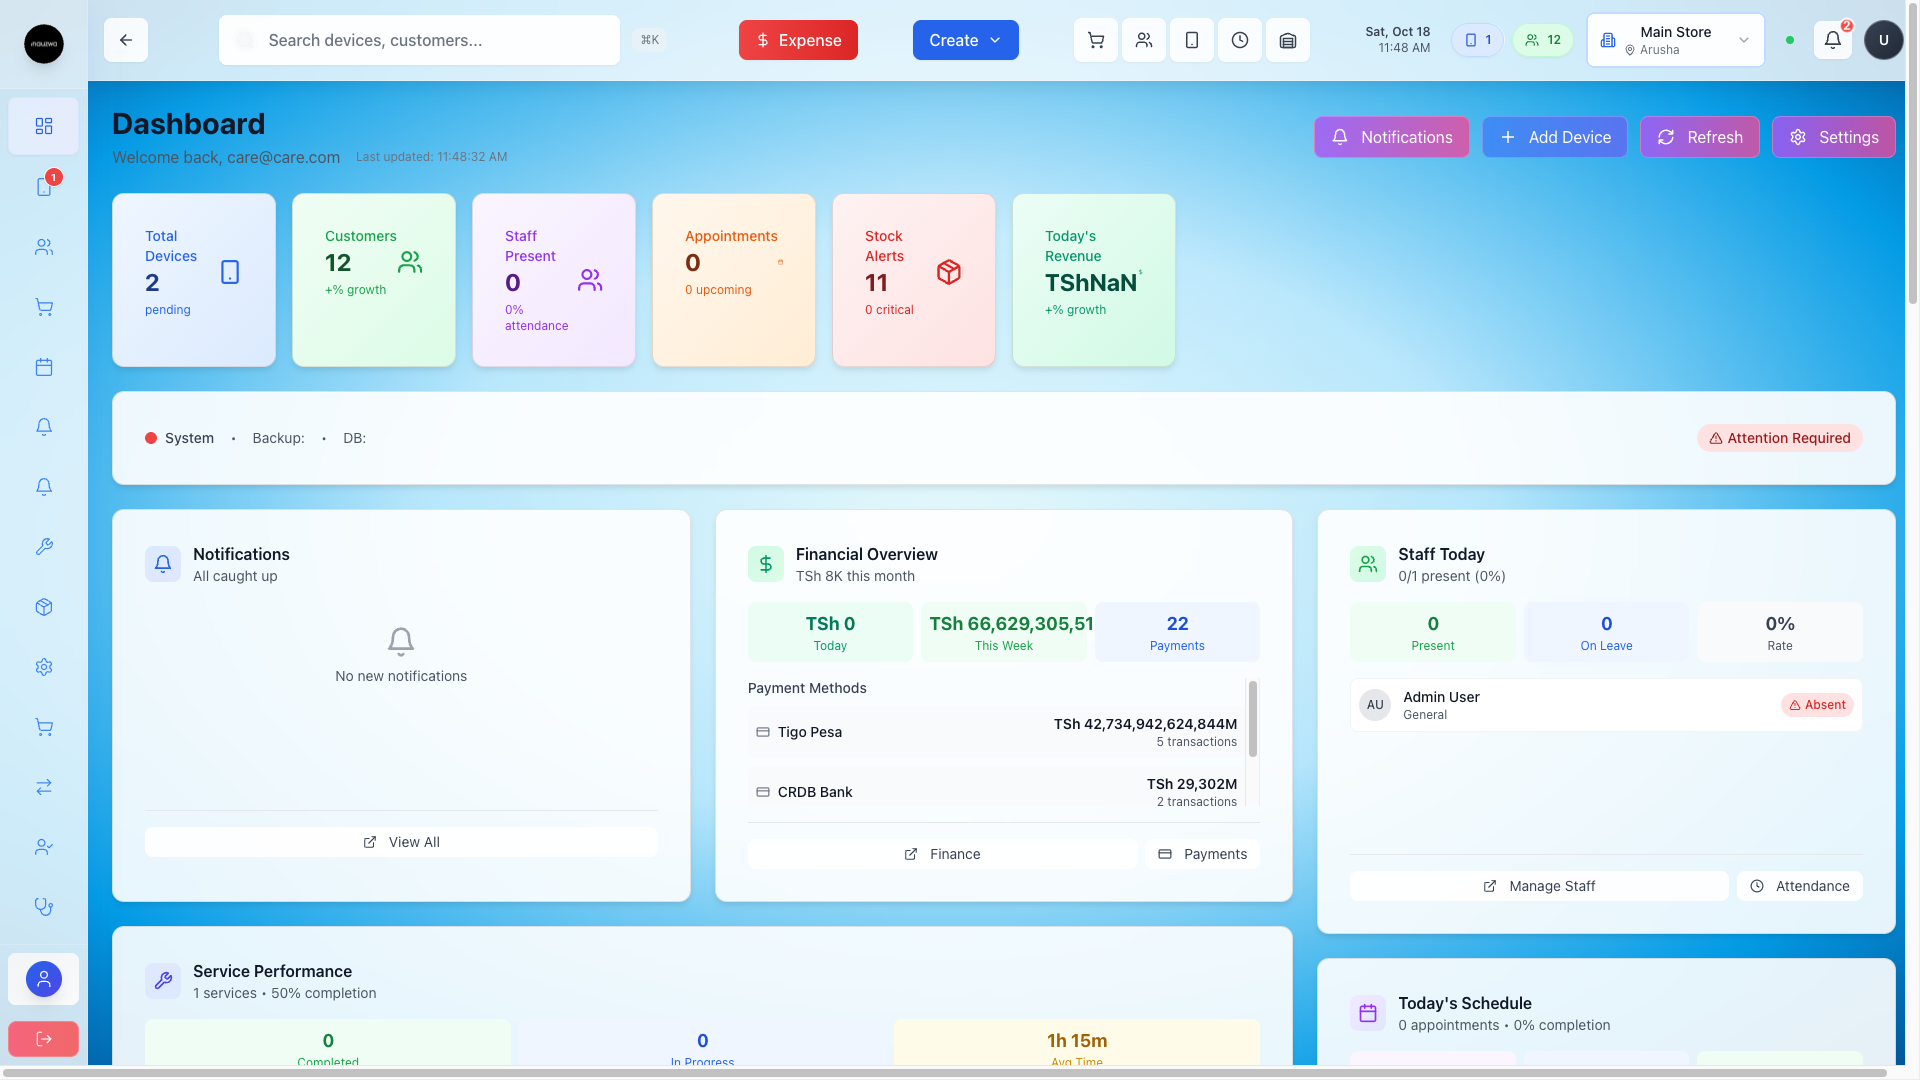 inauzwa
Search devices, customers...
⌘K
Expense
Create
Sat, Oct 18
11:48 AM
1
12
Main Store
Arusha
2
U
Dashboard
Welcome back, care@care.com
Last updated: 11:48:32 AM
Notifications
Add Device
Refresh
Settings
1
Total
Devices
2
pending
Customers
12
+% growth
Staff
Present
0
0%
attendance
Appointments
0
0 upcoming
Stock
Alerts
11
0 critical
Today's
Revenue
TShNaN
+% growth
System • Backup: • DB:
Attention Required
Notifications
All caught up
No new notifications
View All
Financial Overview
TSh 8K this month
TSh 0
Today
TSh 66,629,305,51
This Week
22
Payments
Payment Methods
Tigo Pesa
TSh 42,734,942,624,844M
5 transactions
CRDB Bank
TSh 29,302M
2 transactions
Finance
Payments
Staff Today
0/1 present (0%)
0
Present
0
On Leave
0%
Rate
AU
Admin User
General
Absent
Manage Staff
Attendance
Service Performance
1 services • 50% completion
0
Completed
0
In Progress
1h 15m
Avg Time
Today's Schedule
0 appointments • 0% completion